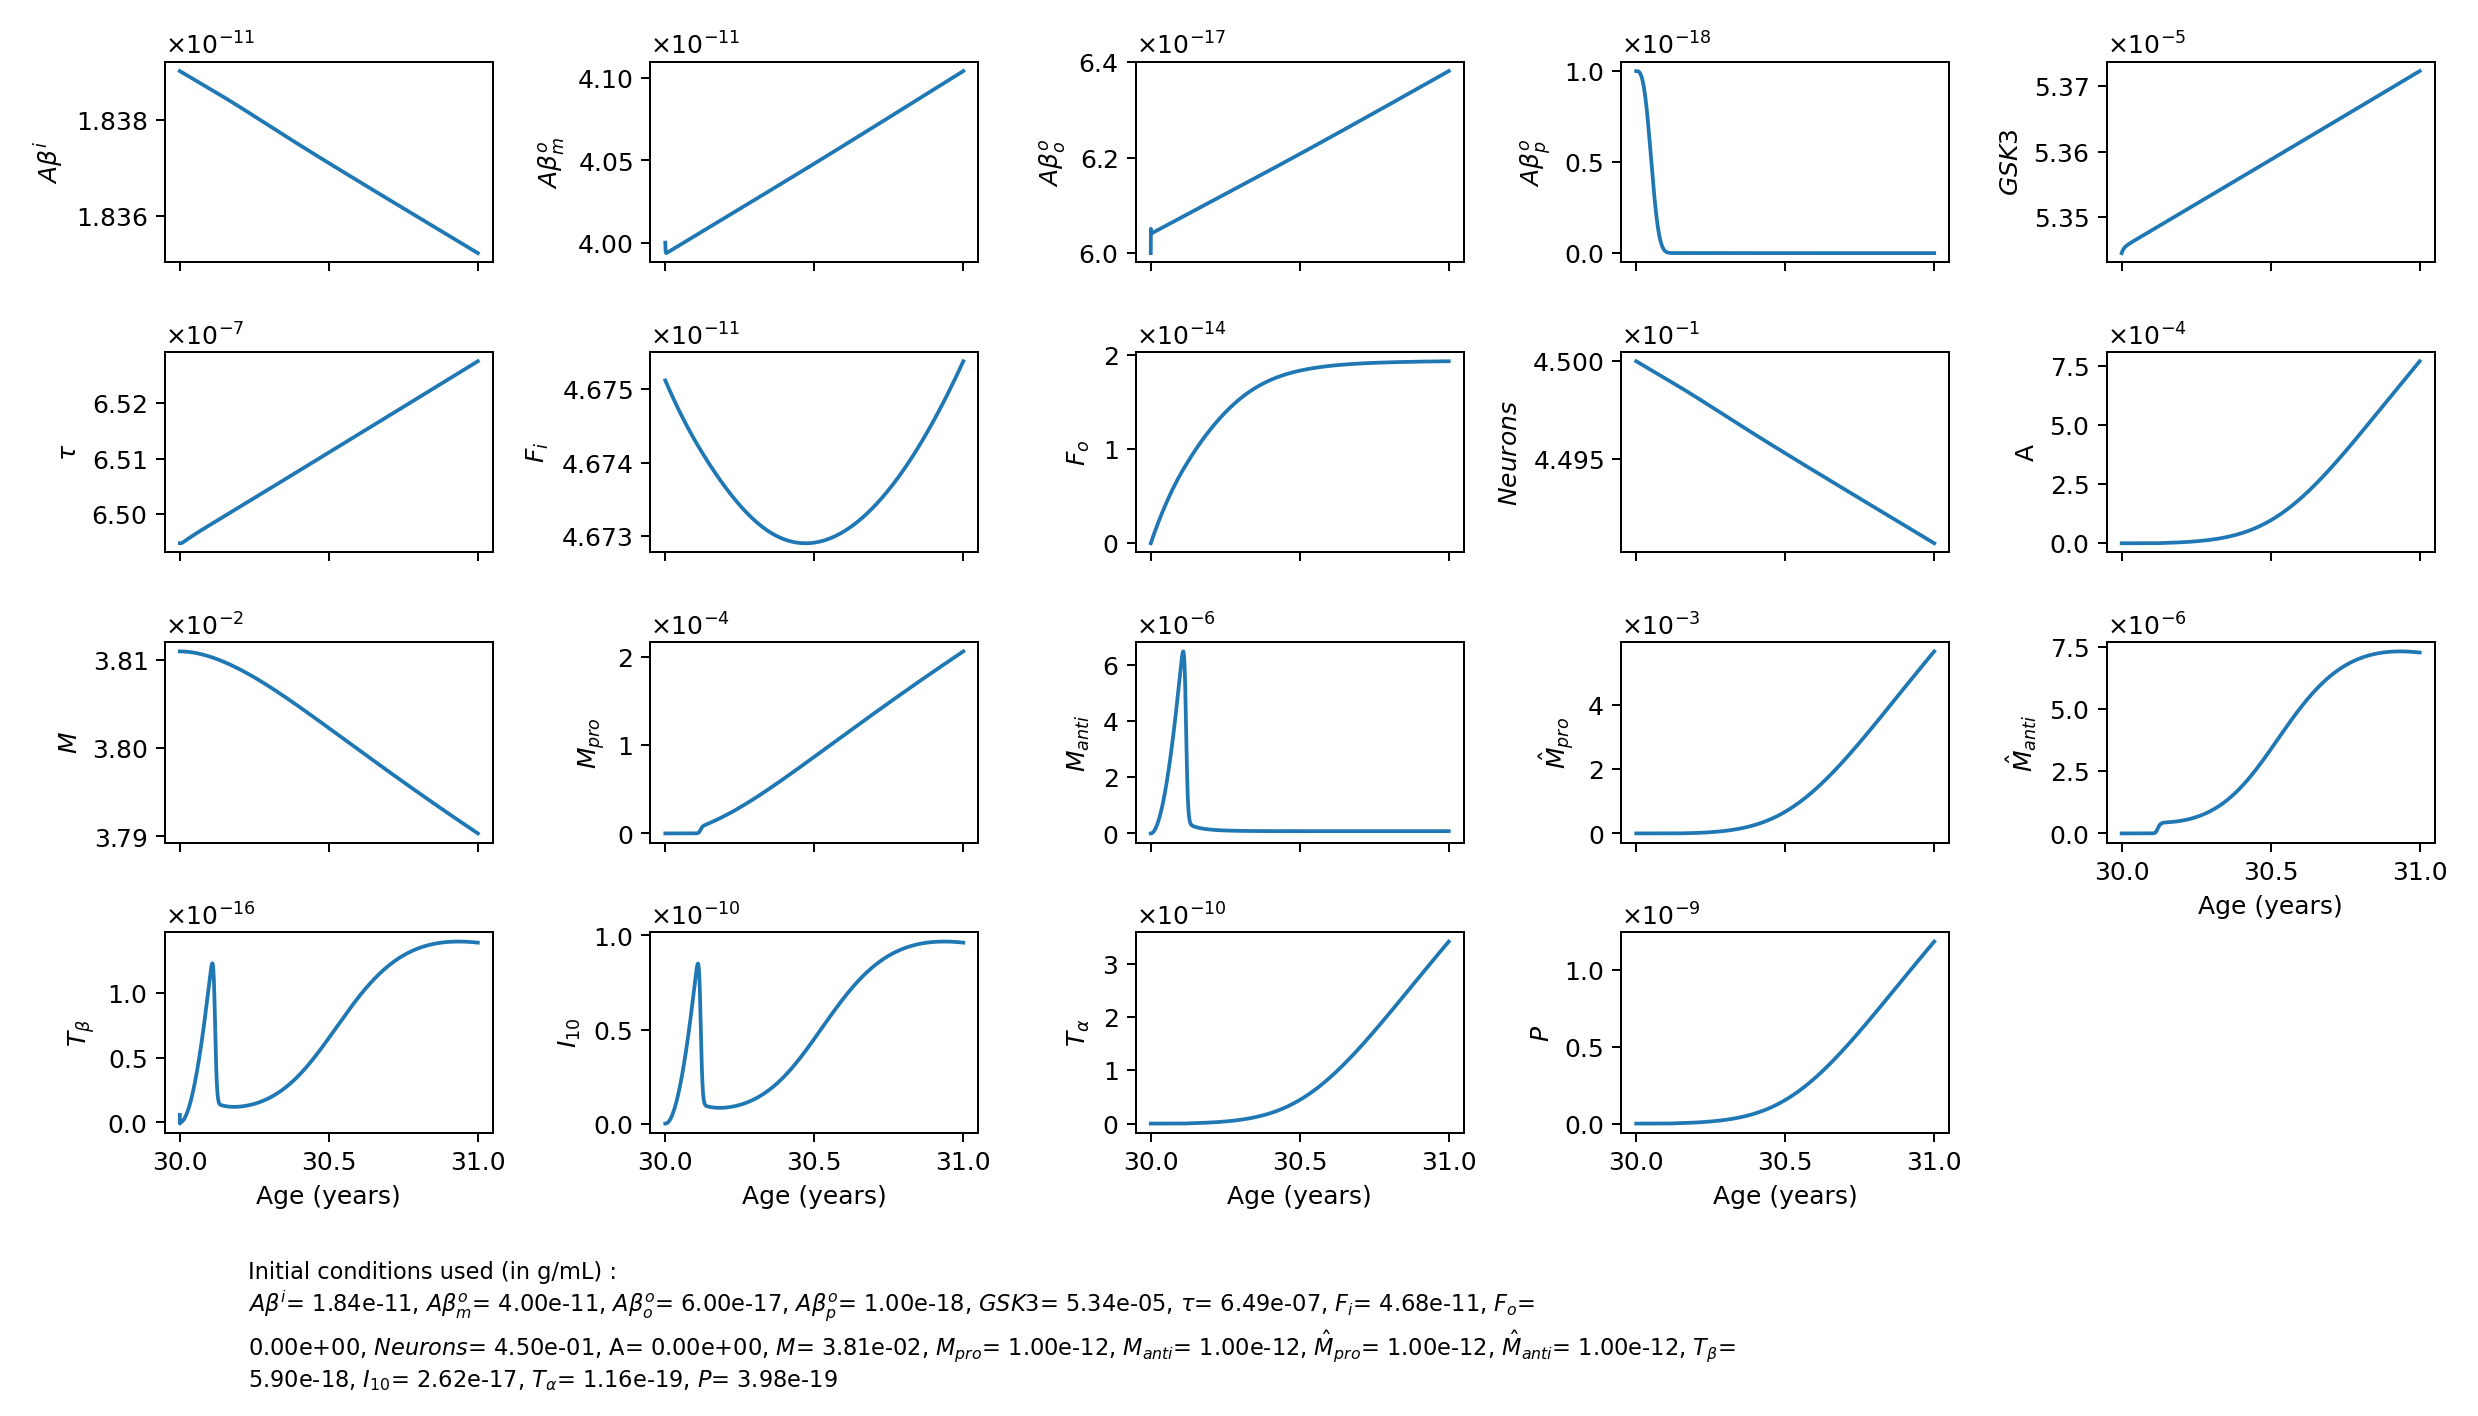 ×10⁻¹¹ ×10⁻¹¹ ×10⁻¹⁷ ×10⁻¹⁸ ×10⁻⁵
Aβⁱ 1.838 1.836
Aβₘᵒ 4.10 4.05 4.00
Aβₒᵒ 6.4 6.2 6.0
Aβₚᵒ 1.0 0.5 0.0
GSK3 5.37 5.36 5.35
×10⁻⁷ ×10⁻¹¹ ×10⁻¹⁴ ×10⁻¹ ×10⁻⁴
τ 6.52 6.51 6.50
Fᵢ 4.675 4.674 4.673
Fₒ 2 1 0
Neurons 4.500 4.495
A 7.5 5.0 2.5 0.0
×10⁻² ×10⁻⁴ ×10⁻⁶ ×10⁻³ ×10⁻⁶
M 3.81 3.80 3.79
M_pro 2 1 0
M_anti 6 4 2 0
M̂_pro 4 2 0
M̂_anti 7.5 5.0 2.5 0.0
30.0 30.5 31.0
Age (years)
×10⁻¹⁶ ×10⁻¹⁰ ×10⁻¹⁰ ×10⁻⁹
T_β 1.0 0.5 0.0
I₁₀ 1.0 0.5 0.0
T_α 3 2 1 0
P 1.0 0.5 0.0
30.0 30.5 31.0 30.0 30.5 31.0 30.0 30.5 31.0 30.0 30.5 31.0
Age (years) Age (years) Age (years) Age (years)
Initial conditions used (in g/mL) :
Aβⁱ= 1.84e-11, Aβₘᵒ= 4.00e-11, Aβₒᵒ= 6.00e-17, Aβₚᵒ= 1.00e-18, GSK3= 5.34e-05, τ= 6.49e-07, Fᵢ= 4.68e-11, Fₒ=
0.00e+00, Neurons= 4.50e-01, A= 0.00e+00, M= 3.81e-02, M_pro= 1.00e-12, M_anti= 1.00e-12, M̂_pro= 1.00e-12, M̂_anti= 1.00e-12, T_β=
5.90e-18, I₁₀= 2.62e-17, T_α= 1.16e-19, P= 3.98e-19